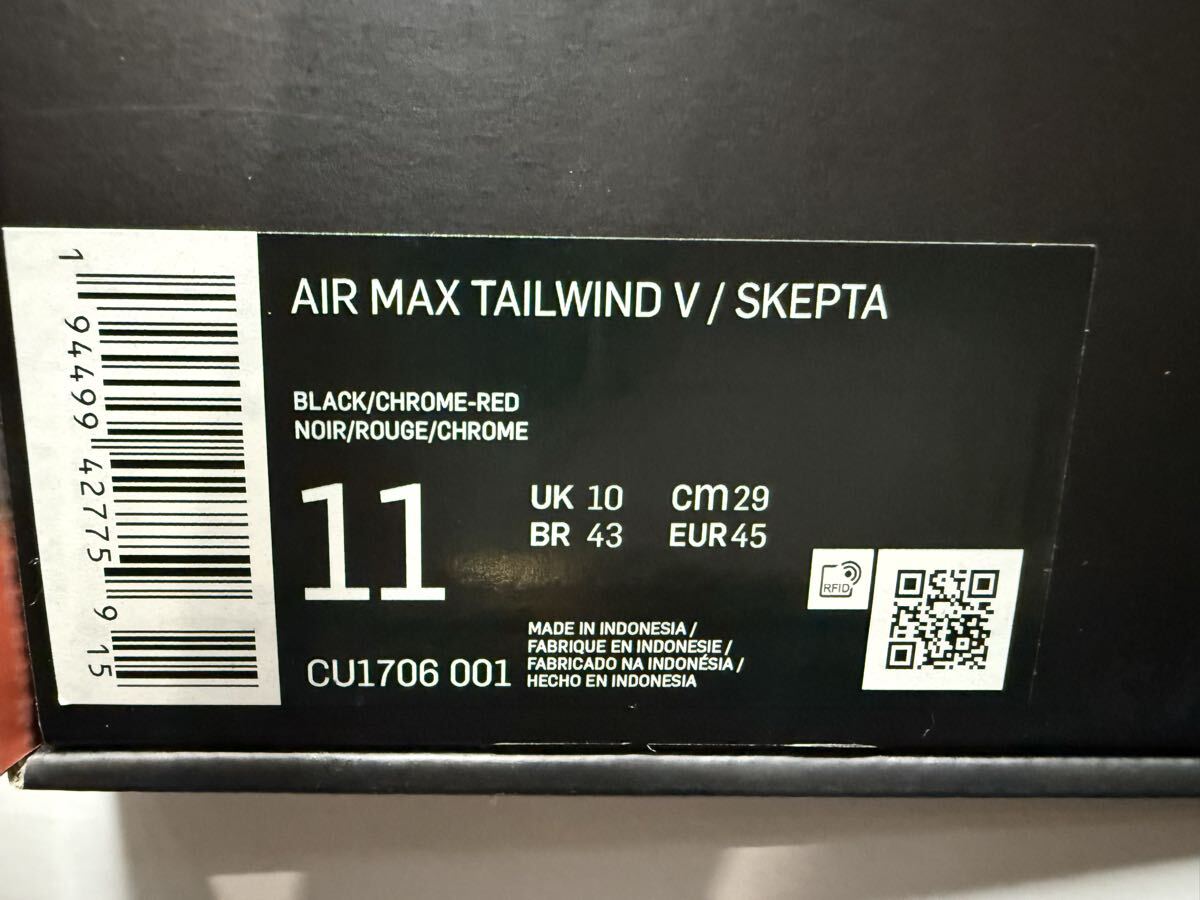 AIR MAX TAILWIND V / SKEPTA
BLACK/CHROME-RED
NOIR/ROUGE/CHROME
11
UK 10 cm 29
BR 43 EUR 45
RFID
MADE IN INDONESIA /
FABRIQUE EN INDONESIE /
FABRICADO NA INDONÉSIA /
HECHO EN INDONESIA
CU1706 001
1 94499 42775 9 15